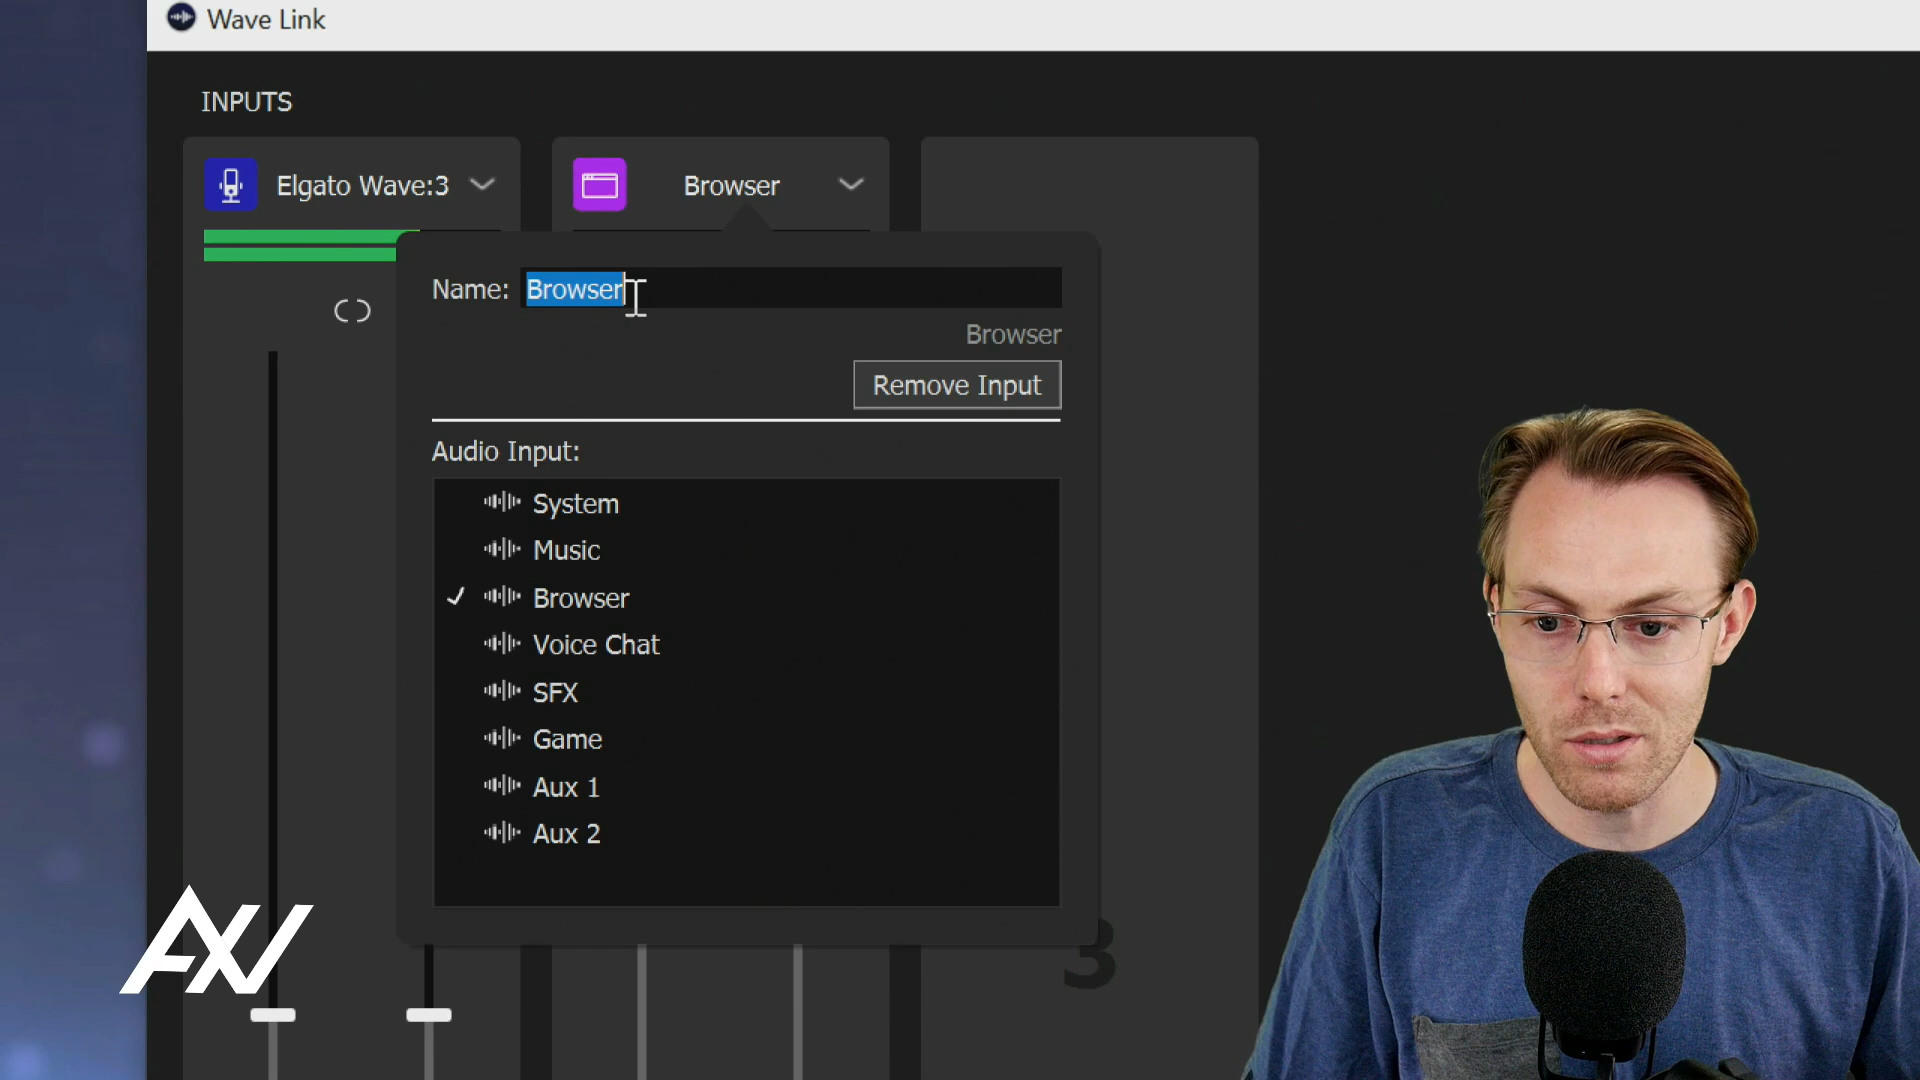 Wave Link
INPUTS
Elgato Wave:3
Browser
Name: Browser
Browser
Remove Input
Audio Input:
System
Music
Browser
Voice Chat
SFX
Game
Aux 1
Aux 2
3